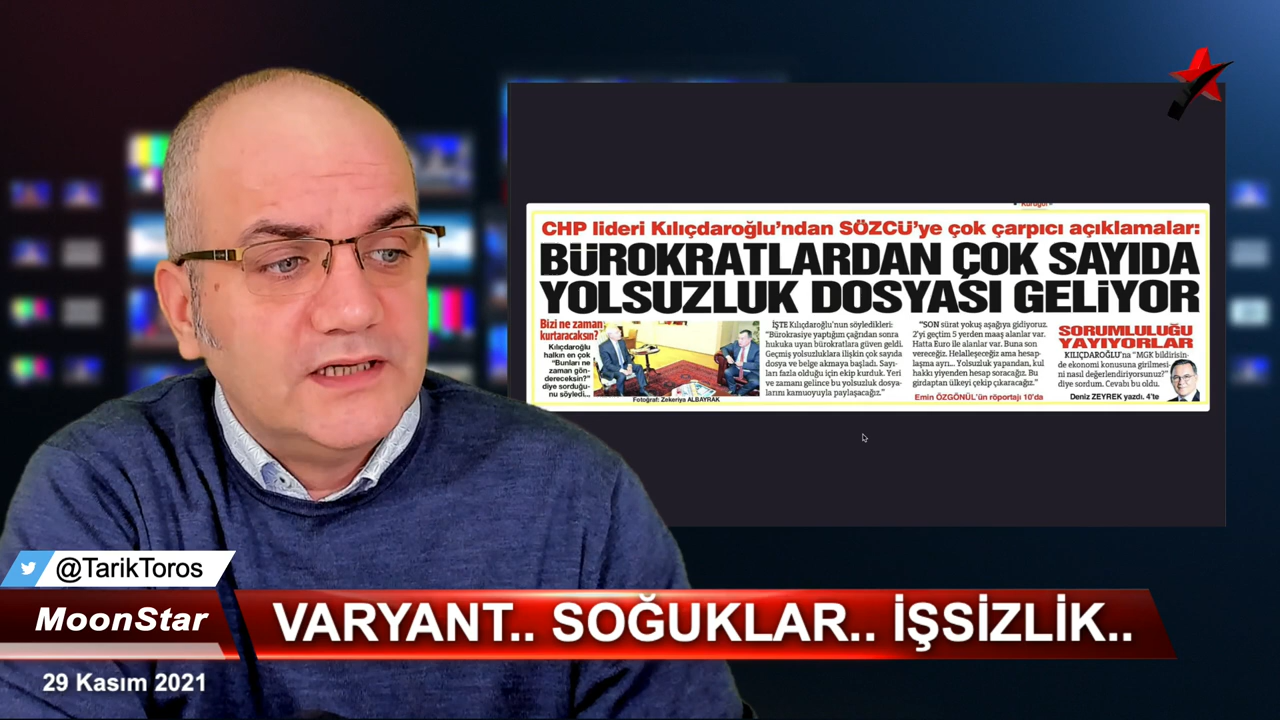 Kuruğur
CHP lideri Kılıçdaroğlu'ndan SÖZCÜ'ye çok çarpıcı açıklamalar:
BÜROKRATLARDAN ÇOK SAYIDA
YOLSUZLUK DOSYASI GELİYOR
Bizi ne zaman
kurtaracaksın?
Kılıçdaroğlu
halkın en çok
"Bunları ne
zaman gön-
dereceksin?"
diye sorduğu-
nu söyledi...
Fotoğraf: Zekeriya ALBAYRAK
İŞTE Kılıçdaroğlu'nun söyledikleri:
"Bürokrasiye yaptığım çağrıdan sonra
hukuka uyan bürokratlara güven geldi.
Geçmiş yolsuzluklara ilişkin çok sayıda
dosya ve belge akmaya başladı. Sayı-
ları fazla olduğu için ekip kurduk. Yeri
ve zamanı gelince bu yolsuzluk dosya-
larını kamuoyuyla paylaşacağız."
"SON sürat yokuş aşağıya gidiyoruz.
2'yi geçtim 5 yerden maaş alanlar var.
Hatta Euro ile alanlar var. Buna son
vereceğiz. Helalleşeceğiz ama hesap-
laşma ayrı... Yolsuzluk yapandan, kul
hakkı yiyenden hesap soracağız. Bu
girdaptan ülkeyi çekip çıkaracağız."
Emin ÖZGÖNÜL'ün röportajı 10'da
SORUMLULUĞU
YAYIYORLAR
KILIÇDAROĞLU'na "MGK bildirisin-
de ekonomi konusuna girilmesi-
ni nasıl değerlendiriyorsunuz?"
diye sordum. Cevabı bu oldu.
Deniz ZEYREK yazdı. 4'te
@TarikToros
MoonStar
VARYANT.. SOĞUKLAR.. İŞSİZLİK..
29 Kasım 2021